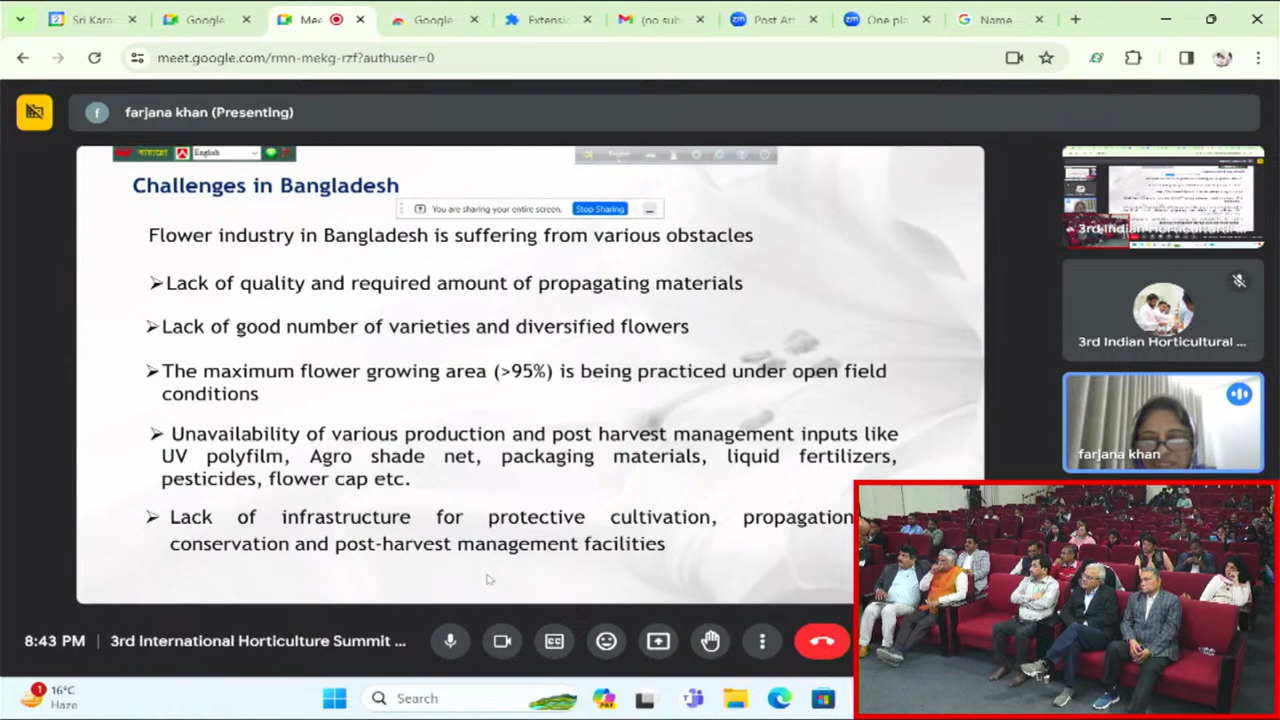 Sri Kara
Google
Mee
Google
Extensio
(no sub
Post At
One pla
Name
meet.google.com/rmn-mekg-rzf?authuser=0
f
farjana khan (Presenting)
English
Challenges in Bangladesh
You are sharing your entire screen.
Stop Sharing
Flower industry in Bangladesh is suffering from various obstacles
➢Lack of quality and required amount of propagating materials
➢Lack of good number of varieties and diversified flowers
➢The maximum flower growing area (>95%) is being practiced under open field
conditions
➢ Unavailability of various production and post harvest management inputs like
UV polyfilm, Agro shade net, packaging materials, liquid fertilizers,
pesticides, flower cap etc.
➢ Lack of infrastructure for protective cultivation, propagation
conservation and post-harvest management facilities
3rd Indian Horticultural ...
3rd Indian Horticultural ...
farjana khan
8:43 PM
3rd International Horticulture Summit ...
1
16°C
Haze
Search